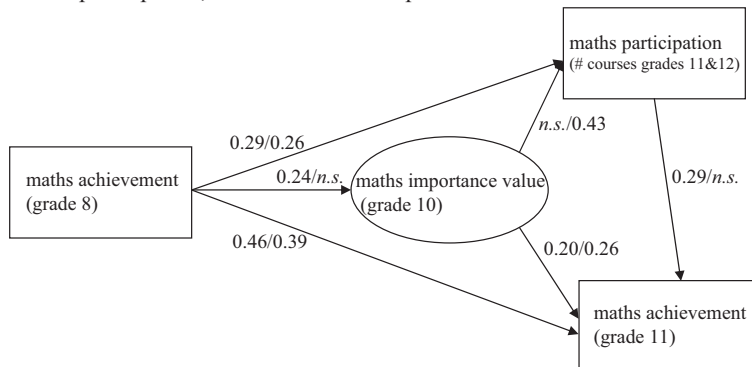 maths participation
(# courses grades 11&12)
n.s./0.43
0.29/0.26
maths achievement
(grade 8)
0.24/n.s.
maths importance value
(grade 10)
0.29/n.s.
0.46/0.39
0.20/0.26
maths achievement
(grade 11)